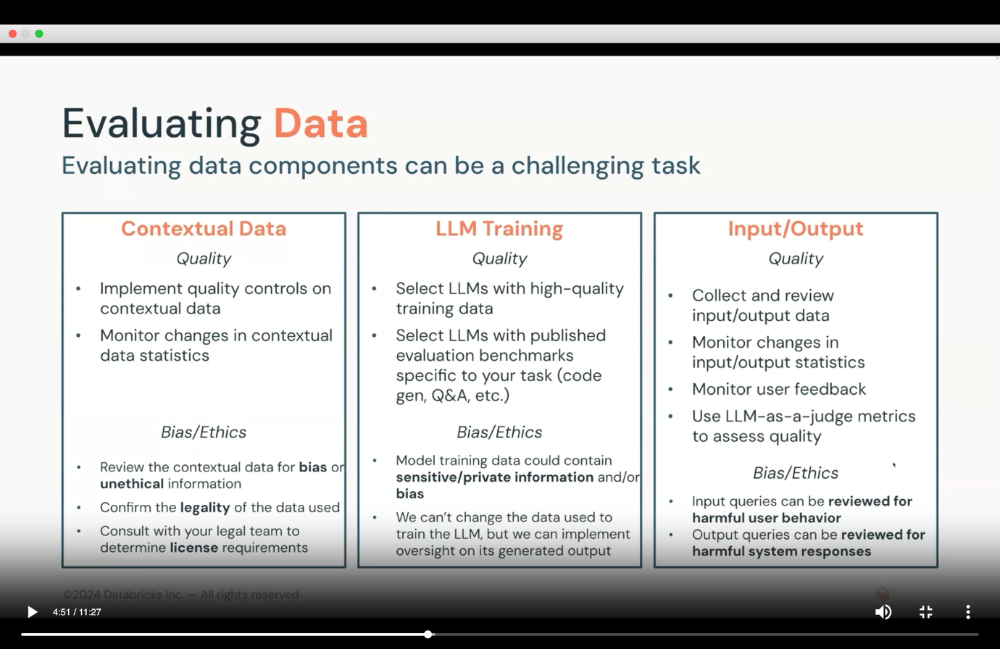 Evaluating Data
Evaluating data components can be a challenging task
Contextual Data
Quality
• Implement quality controls on
contextual data
• Monitor changes in contextual
data statistics
Bias/Ethics
• Review the contextual data for bias or
unethical information
• Confirm the legality of the data used
• Consult with your legal team to
determine license requirements
LLM Training
Quality
• Select LLMs with high-quality
training data
• Select LLMs with published
evaluation benchmarks
specific to your task (code
gen, Q&A, etc.)
Bias/Ethics
• Model training data could contain
sensitive/private information and/or
bias
• We can’t change the data used to
train the LLM, but we can implement
oversight on its generated output
Input/Output
Quality
• Collect and review
input/output data
• Monitor changes in
input/output statistics
• Monitor user feedback
• Use LLM-as-a-judge metrics
to assess quality
Bias/Ethics
• Input queries can be reviewed for
harmful user behavior
• Output queries can be reviewed for
harmful system responses
©2024 Databricks Inc. — All rights reserved
4:51 / 11:27